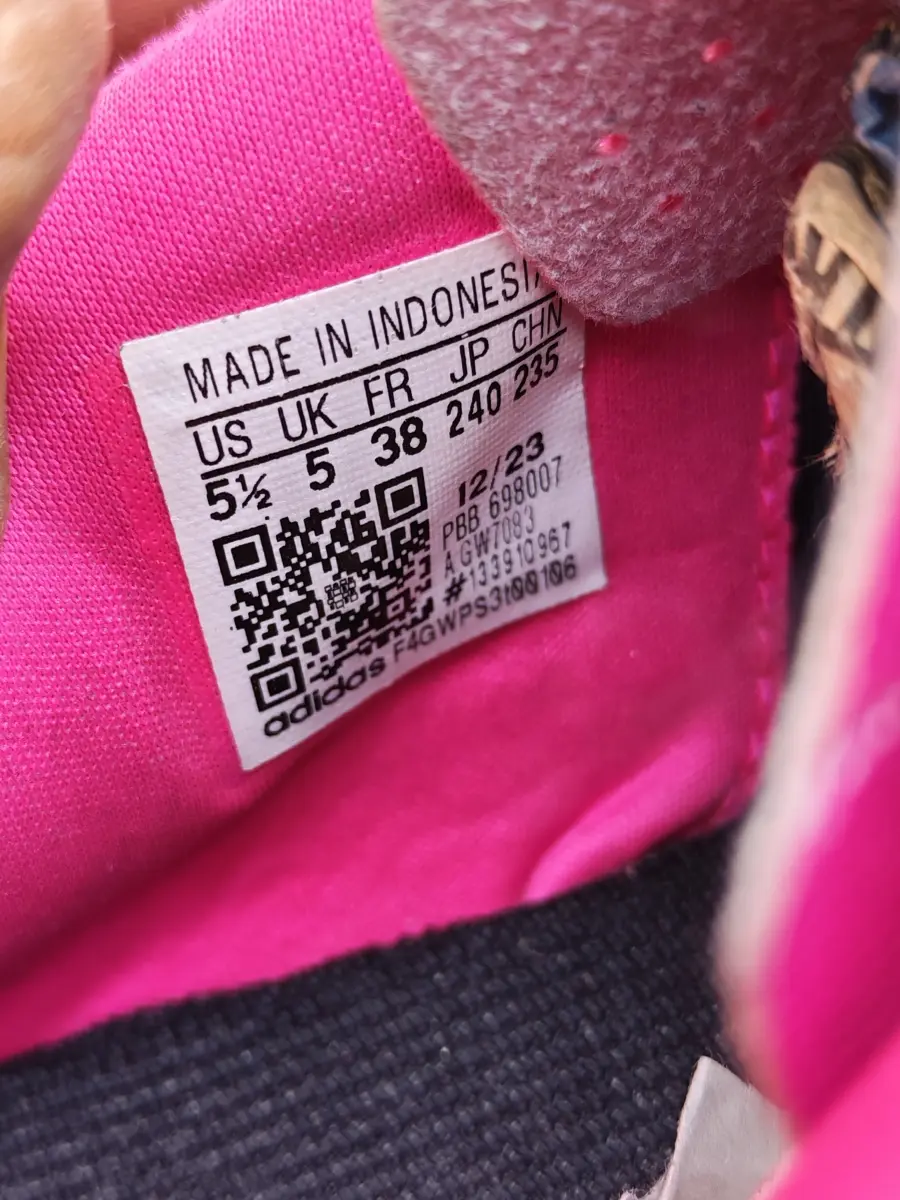 MADE IN INDONESIA
US UK FR JP CHN
5½ 5 38 240 235
12/23
PBB 698007
A GW7083
#133910967
adidas F4GWPS3t00106